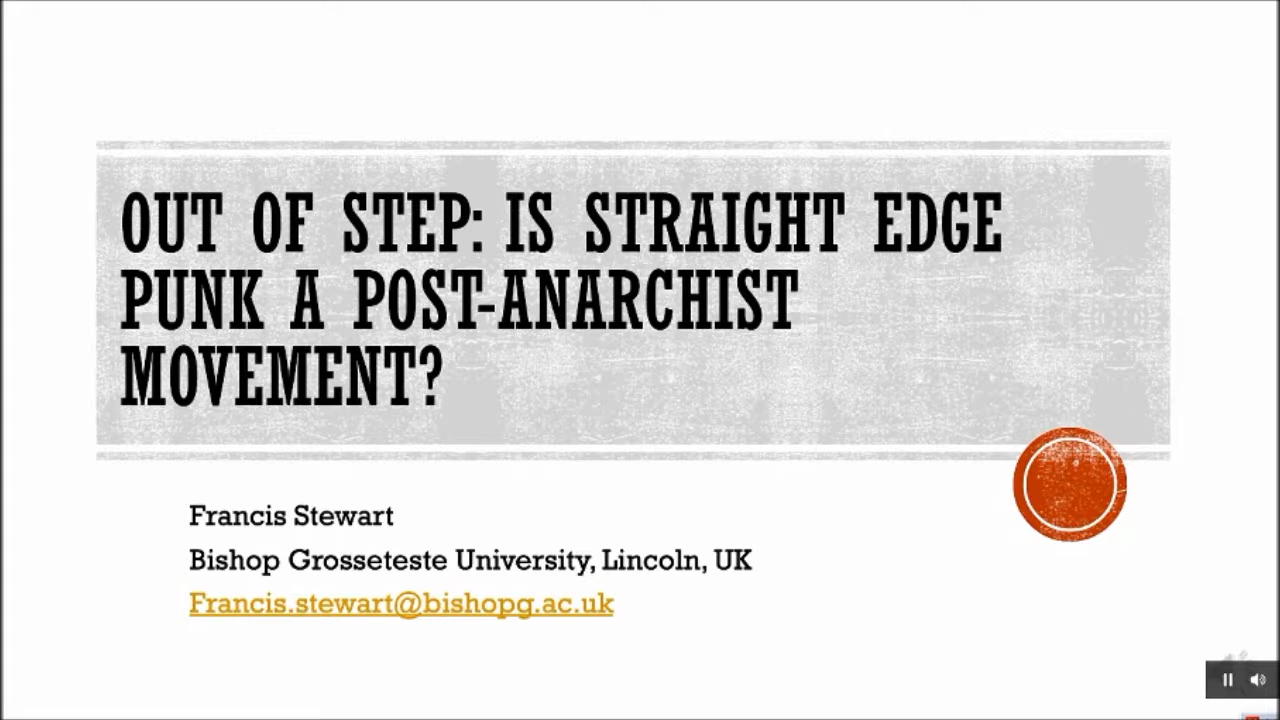 OUT OF STEP: IS STRAIGHT EDGE
PUNK A POST-ANARCHIST
MOVEMENT?
Francis Stewart
Bishop Grosseteste University, Lincoln, UK
Francis.stewart@bishopg.ac.uk